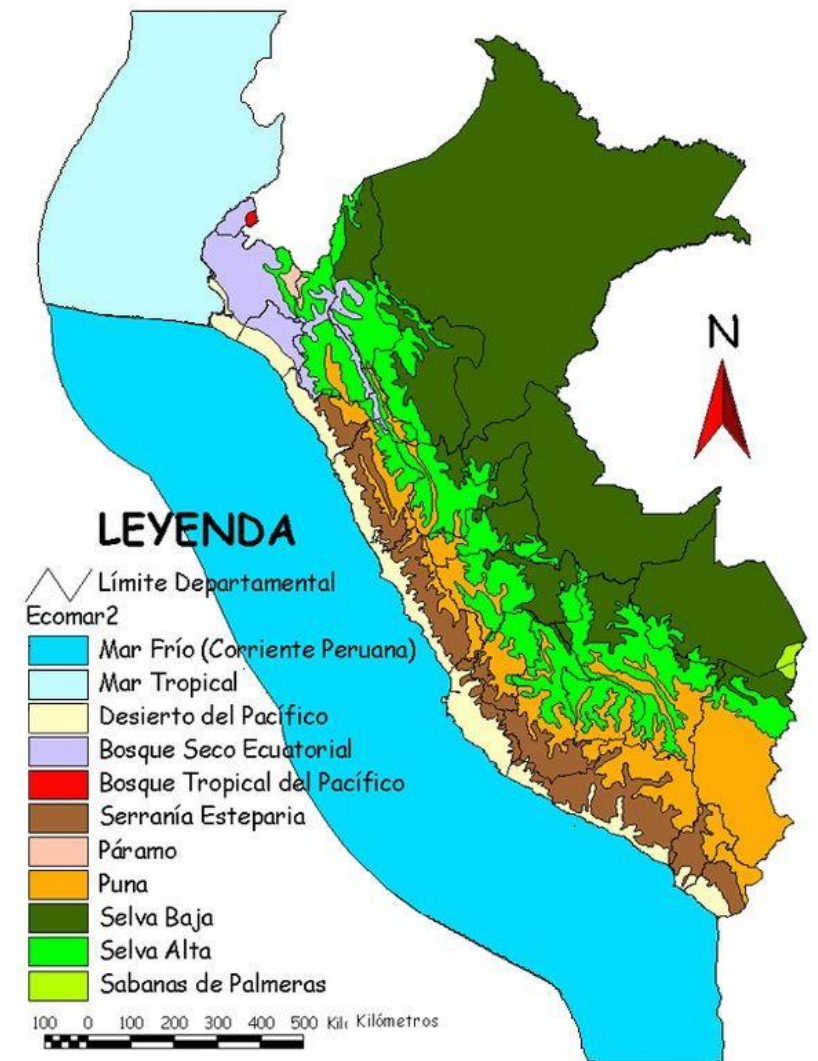 N
LEYENDA
Límite Departamental
Ecomar2
Mar Frío (Corriente Peruana)
Mar Tropical
Desierto del Pacífico
Bosque Seco Ecuatorial
Bosque Tropical del Pacífico
Serranía Esteparia
Páramo
Puna
Selva Baja
Selva Alta
Sabanas de Palmeras
100 0 100 200 300 400 500 Kilo Kilómetros